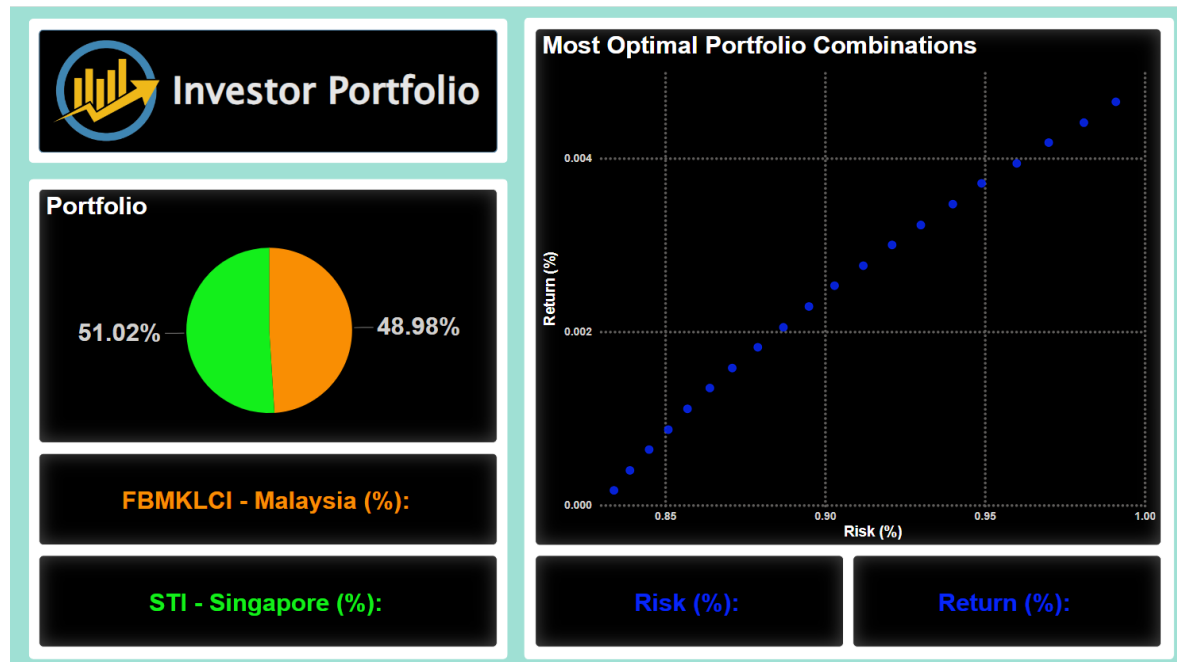 Investor Portfolio
Portfolio
51.02%
48.98%
FBMKLCI - Malaysia (%):
STI - Singapore (%):
Most Optimal Portfolio Combinations
Return (%)
0.004
0.002
0.000
0.85
0.90
0.95
1.00
Risk (%)
Risk (%):
Return (%):